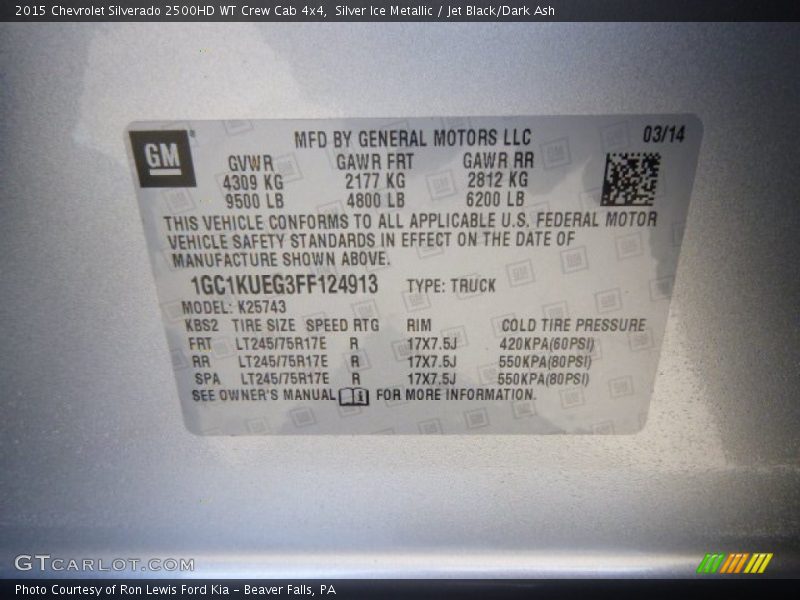 2015 Chevrolet Silverado 2500HD WT Crew Cab 4x4, Silver Ice Metallic / Jet Black/Dark Ash
GM
MFD BY GENERAL MOTORS LLC 03/14
GVWR GAWR FRT GAWR RR
4309 KG 2177 KG 2812 KG
9500 LB 4800 LB 6200 LB
THIS VEHICLE CONFORMS TO ALL APPLICABLE U.S. FEDERAL MOTOR
VEHICLE SAFETY STANDARDS IN EFFECT ON THE DATE OF
MANUFACTURE SHOWN ABOVE.
1GC1KUEG3FF124913 TYPE: TRUCK
MODEL: K25743
KBS2 TIRE SIZE SPEED RTG RIM COLD TIRE PRESSURE
FRT LT245/75R17E R 17X7.5J 420KPA(60PSI)
RR LT245/75R17E R 17X7.5J 550KPA(80PSI)
SPA LT245/75R17E R 17X7.5J 550KPA(80PSI)
SEE OWNER'S MANUAL FOR MORE INFORMATION.
GTCARLOT.COM
Photo Courtesy of Ron Lewis Ford Kia - Beaver Falls, PA